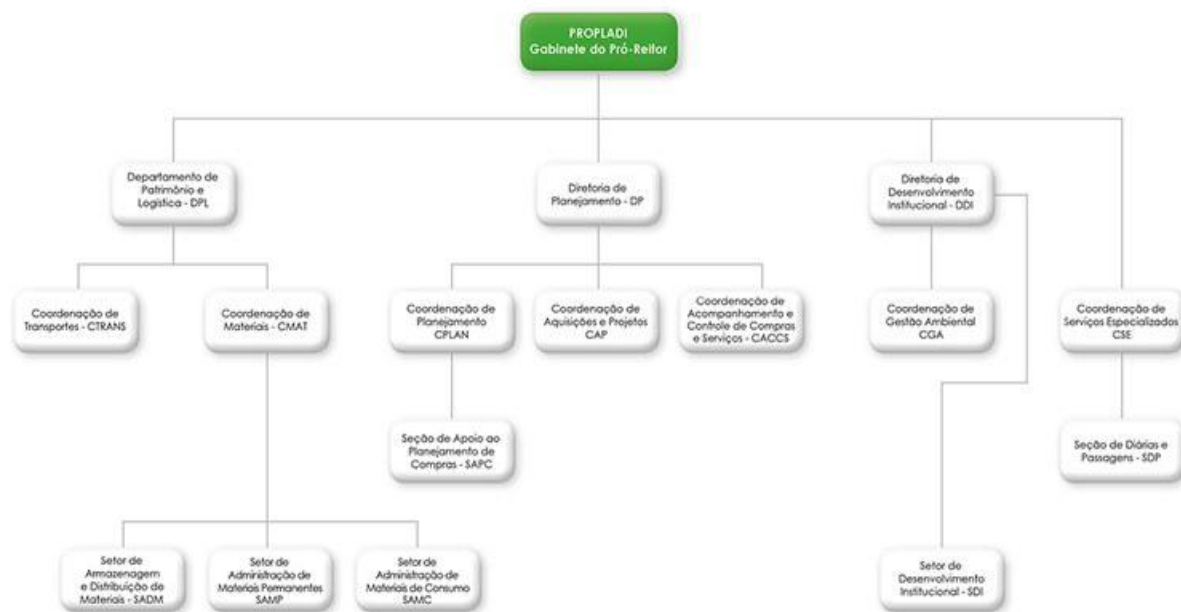 PROPLADI
Gabinete do Pró-Reitor
Departamento de
Patrimônio e
Logística - DPL
Diretoria de
Planejamento - DP
Diretoria de
Desenvolvimento
Institucional - DDI
Coordenação de
Transportes - CTRANS
Coordenação de
Materiais - CMAT
Coordenação de
Planejamento
CPLAN
Coordenação de
Aquisições e Projetos
CAP
Coordenação de
Acompanhamento e
Controle de Compras
e Serviços - CACCS
Coordenação de
Gestão Ambiental
CGA
Coordenação de
Serviços Especializados
CSE
Seção de Apoio ao
Planejamento de
Compras - SAPC
Seção de Diárias e
Passagens - SDP
Setor de
Armazenagem
e Distribuição de
Materiais - SADM
Setor de
Administração de
Materiais Permanentes
SAMP
Setor de
Administração de
Materiais de Consumo
SAMC
Setor de
Desenvolvimento
Institucional - SDI